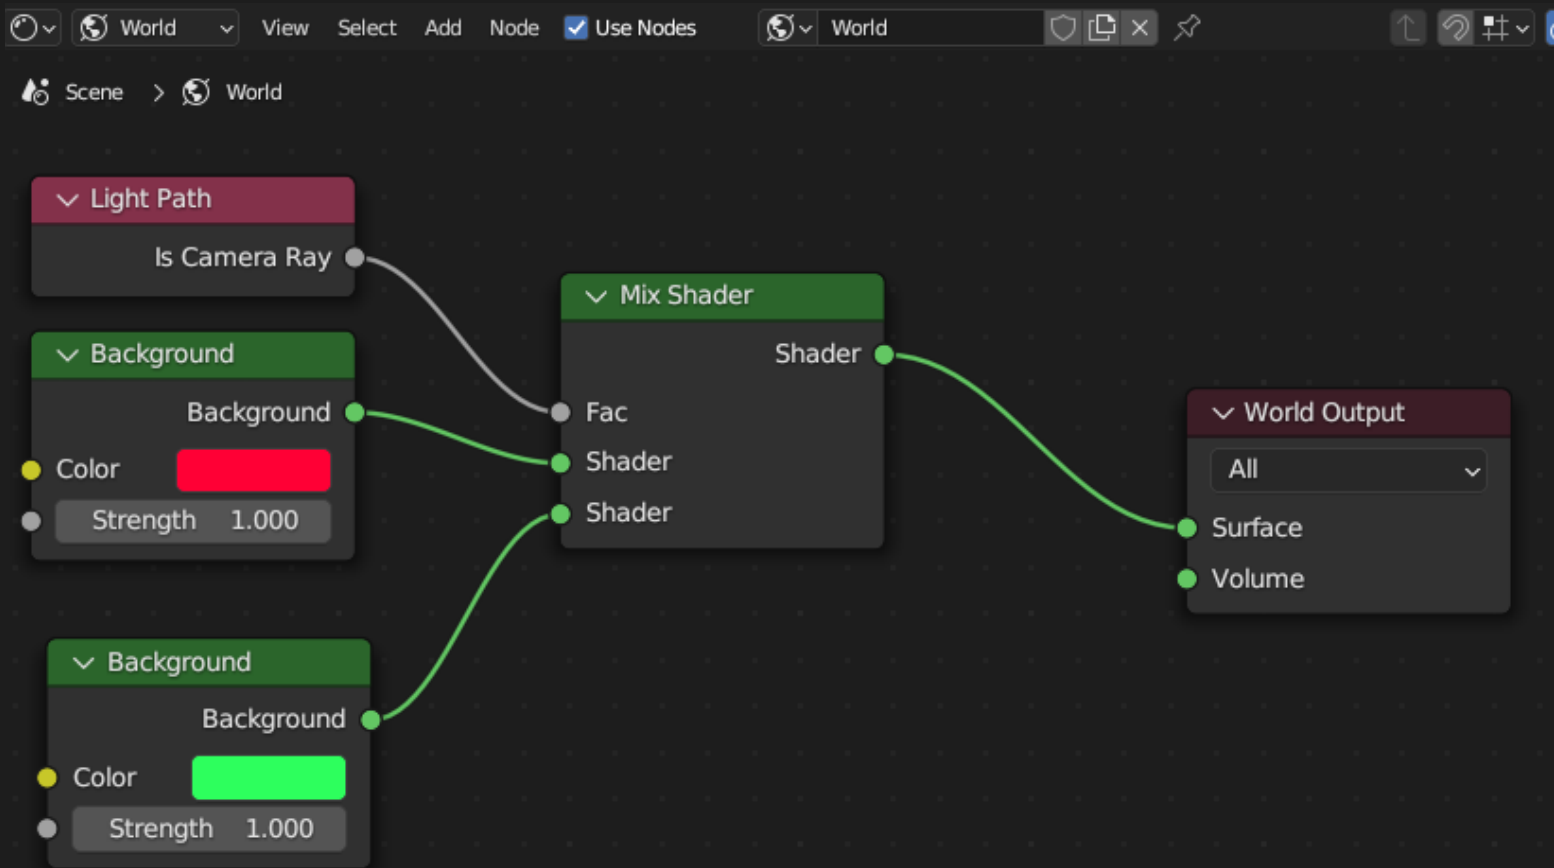 World View Select Add Node Use Nodes World
Scene > World
Light Path
Is Camera Ray
Background
Background
Color
Strength 1.000
Background
Background
Color
Strength 1.000
Mix Shader
Shader
Fac
Shader
Shader
World Output
All
Surface
Volume